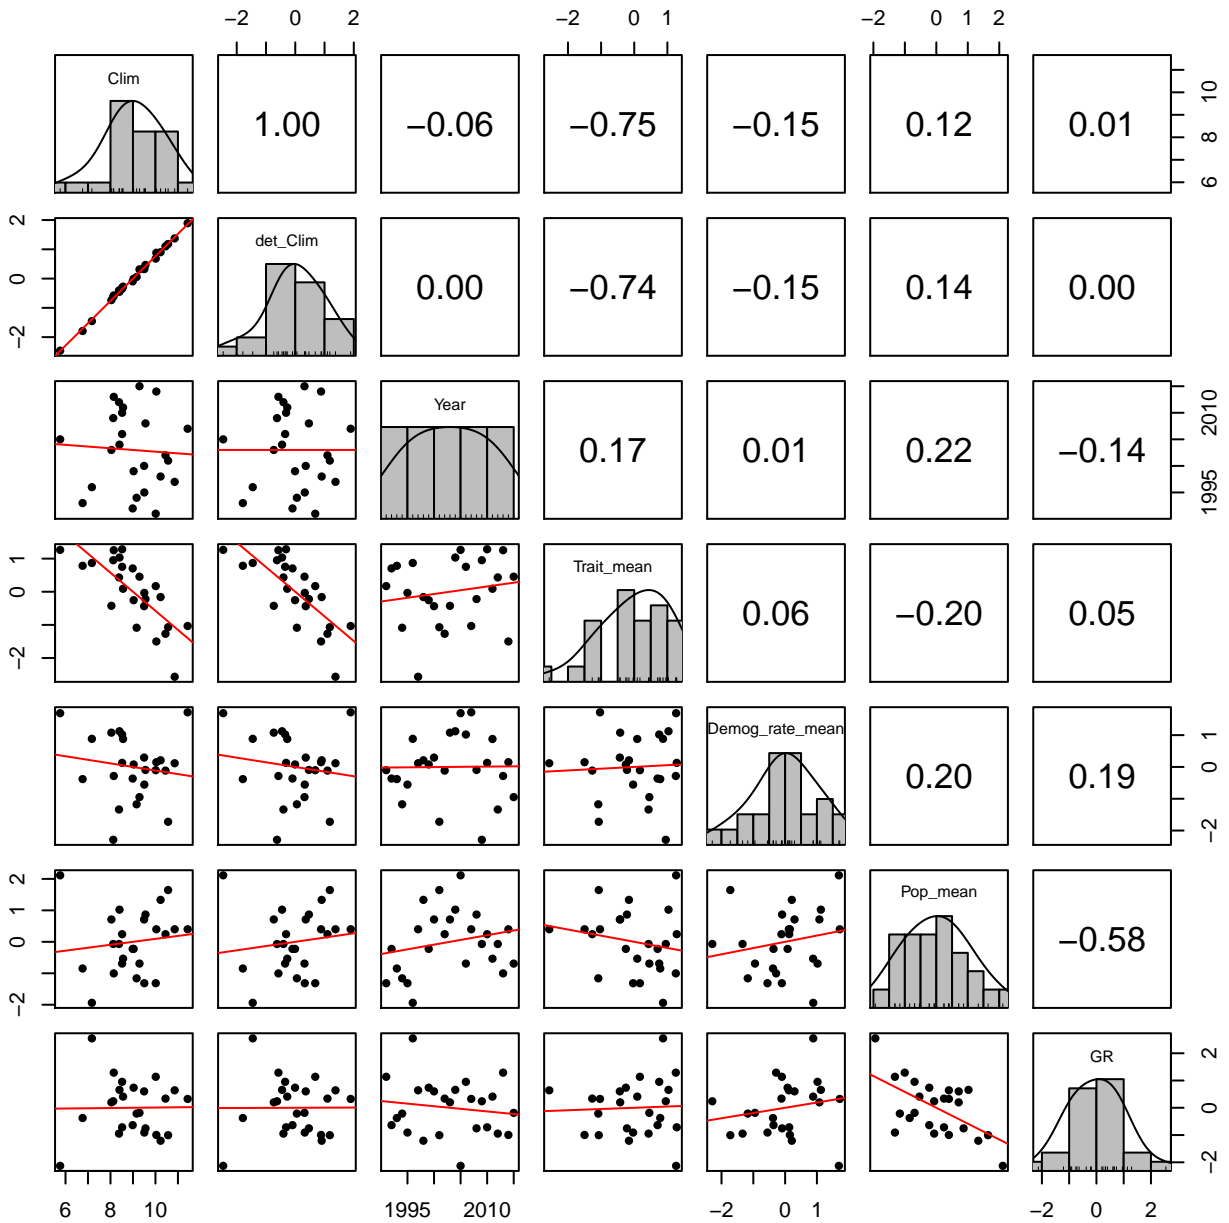 −2 0 2 −2 0 1 −2 0 1 2
Clim 1.00 −0.06 −0.75 −0.15 0.12 0.01 6 8 10
−2 0 2 det_Clim 0.00 −0.74 −0.15 0.14 0.00
Year 0.17 0.01 0.22 −0.14 1995 2010
−2 0 1 Trait_mean 0.06 −0.20 0.05
Demog_rate_mean 0.20 0.19 −2 0 1
−2 0 1 2 Pop_mean −0.58
GR −2 0 2
6 8 10 1995 2010 −2 0 1 −2 0 2